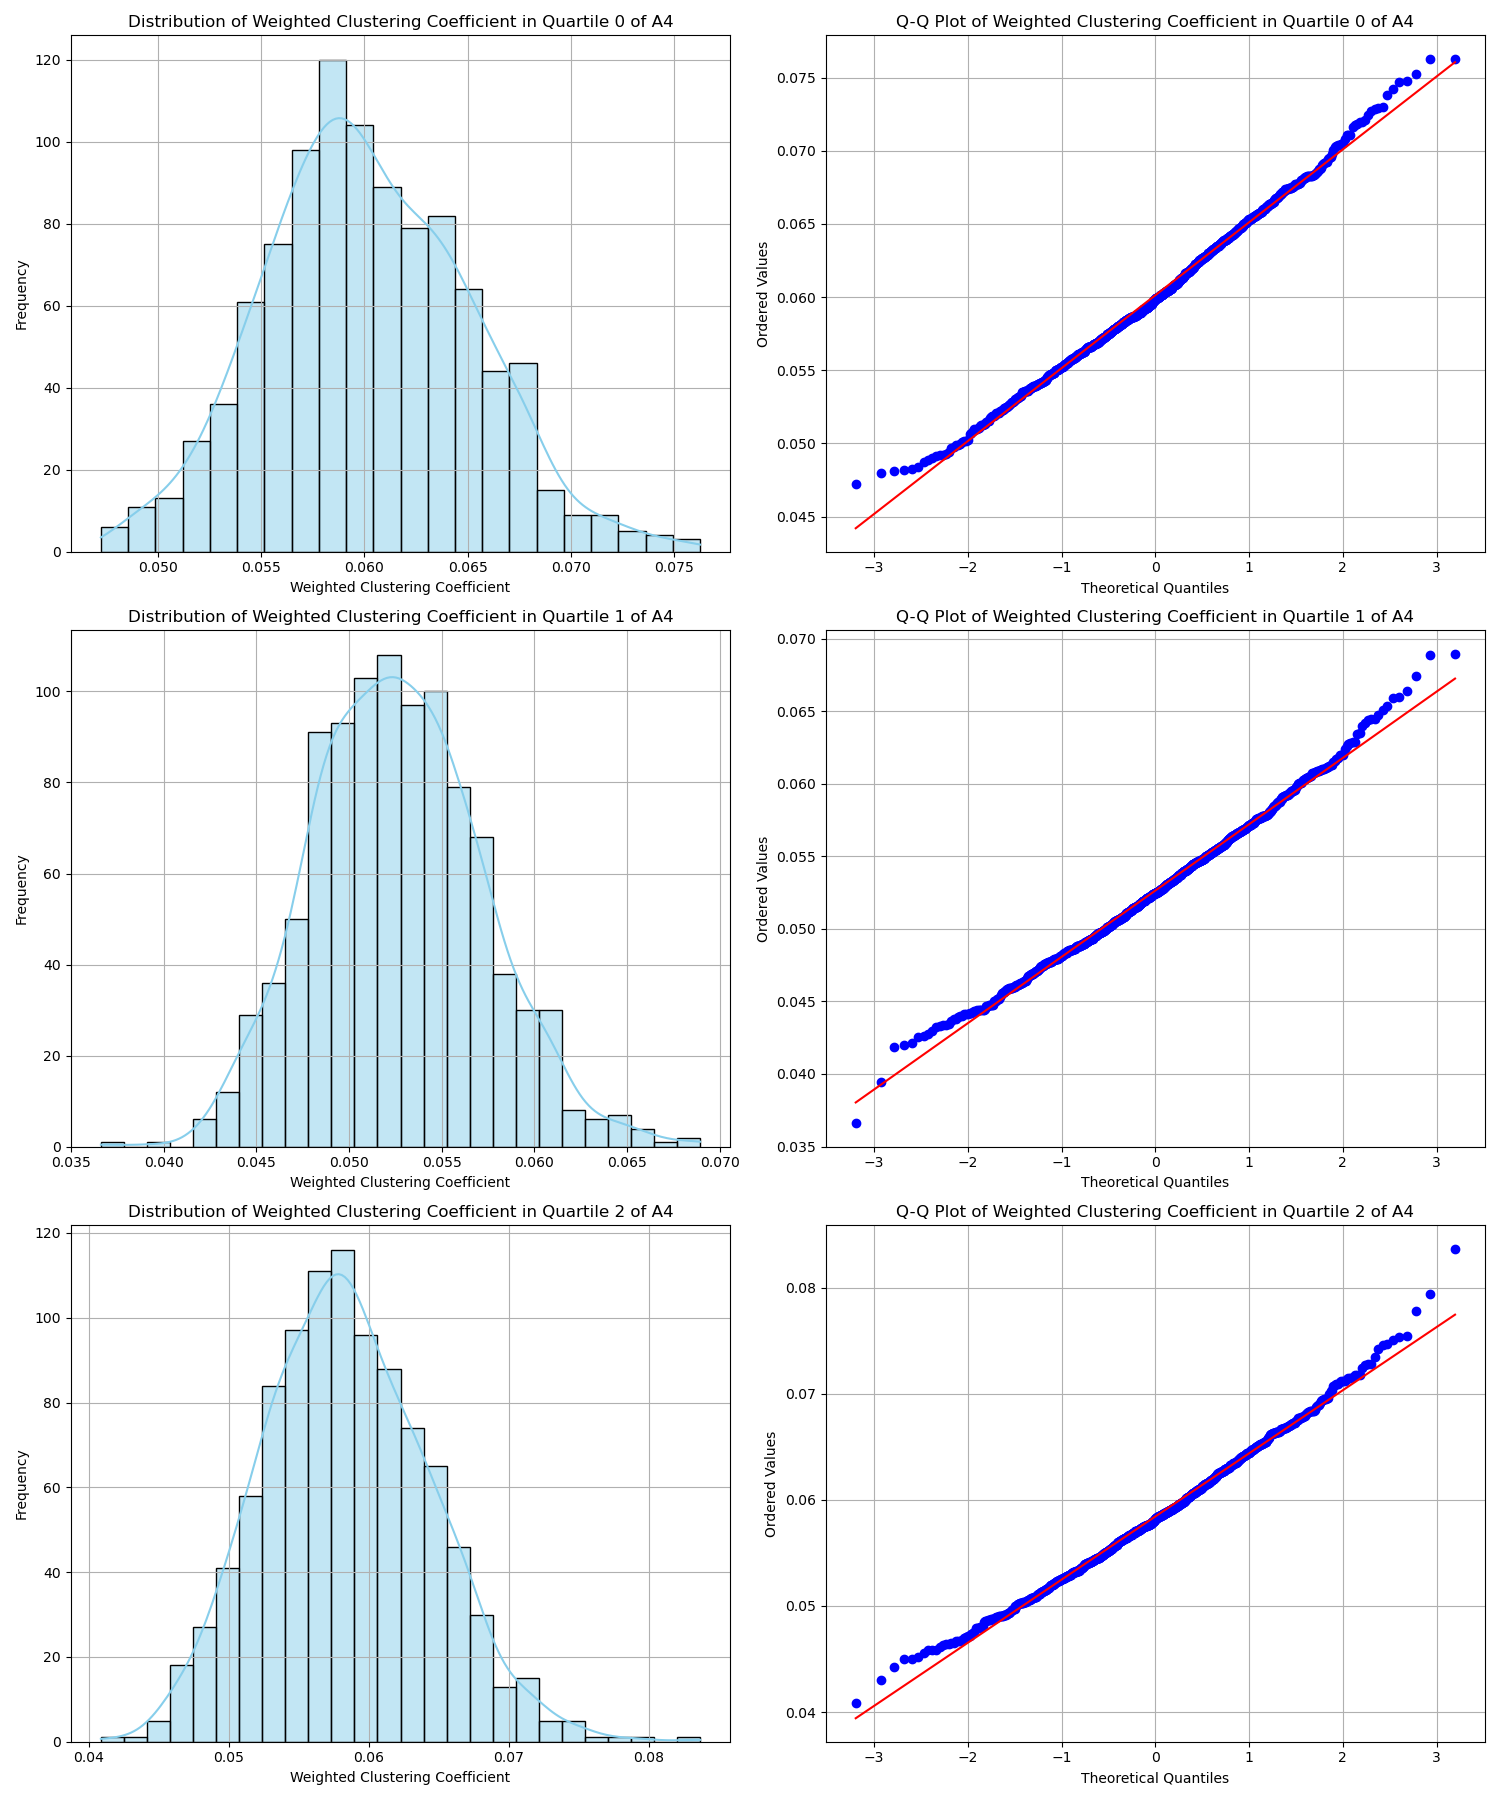 Distribution of Weighted Clustering Coefficient in Quartile 0 of A4
Frequency
120
100
80
60
40
20
0
0.050 0.055 0.060 0.065 0.070 0.075
Weighted Clustering Coefficient
Q-Q Plot of Weighted Clustering Coefficient in Quartile 0 of A4
Ordered Values
0.075
0.070
0.065
0.060
0.055
0.050
0.045
−3 −2 −1 0 1 2 3
Theoretical Quantiles
Distribution of Weighted Clustering Coefficient in Quartile 1 of A4
Frequency
100
80
60
40
20
0
0.035 0.040 0.045 0.050 0.055 0.060 0.065 0.070
Weighted Clustering Coefficient
Q-Q Plot of Weighted Clustering Coefficient in Quartile 1 of A4
Ordered Values
0.070
0.065
0.060
0.055
0.050
0.045
0.040
0.035
−3 −2 −1 0 1 2 3
Theoretical Quantiles
Distribution of Weighted Clustering Coefficient in Quartile 2 of A4
Frequency
120
100
80
60
40
20
0
0.04 0.05 0.06 0.07 0.08
Weighted Clustering Coefficient
Q-Q Plot of Weighted Clustering Coefficient in Quartile 2 of A4
Ordered Values
0.08
0.07
0.06
0.05
0.04
−3 −2 −1 0 1 2 3
Theoretical Quantiles